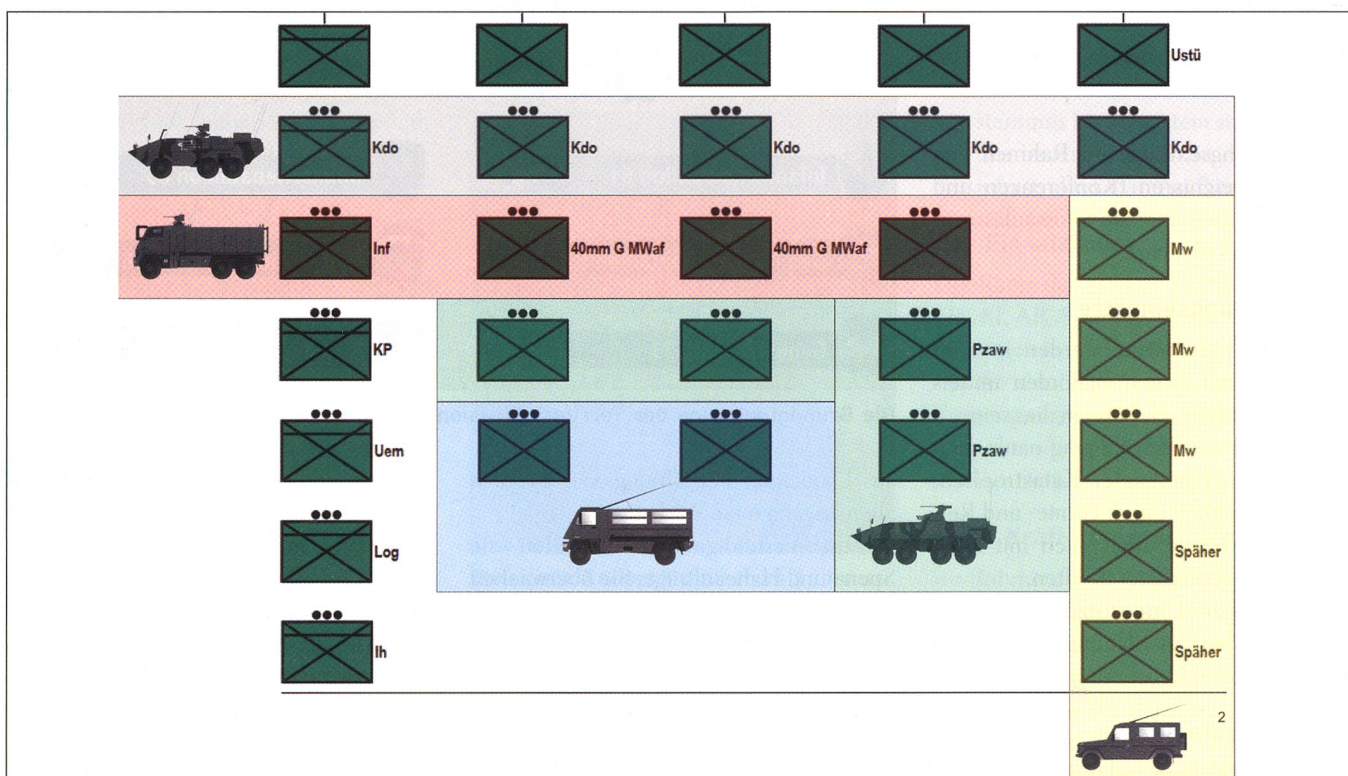 Ustü
Kdo Kdo Kdo Kdo Kdo
Inf 40mm G MWaf 40mm G MWaf Mw
KP Pzaw Mw
Uem Pzaw Mw
Log Späher
Ih Späher
2